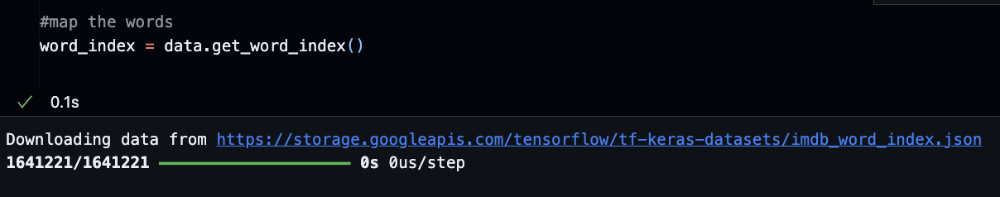 #map the words
word_index = data.get_word_index()
✓ 0.1s
Downloading data from https://storage.googleapis.com/tensorflow/tf-keras-datasets/imdb_word_index.json
1641221/1641221 ━━━━━━━━━━━━━━━━━━━━ 0s 0us/step